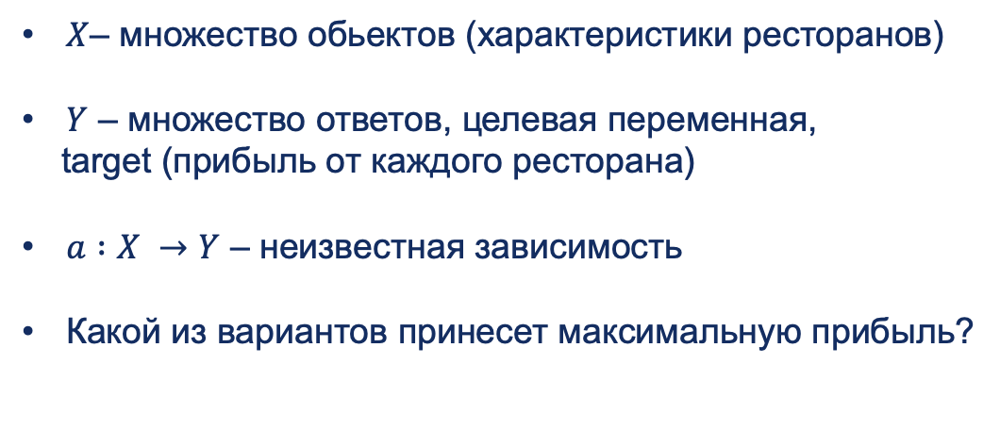 • X– множество обьектов (характеристики ресторанов)
• Y – множество ответов, целевая переменная,
target (прибыль от каждого ресторана)
• a : X → Y – неизвестная зависимость
• Какой из вариантов принесет максимальную прибыль?